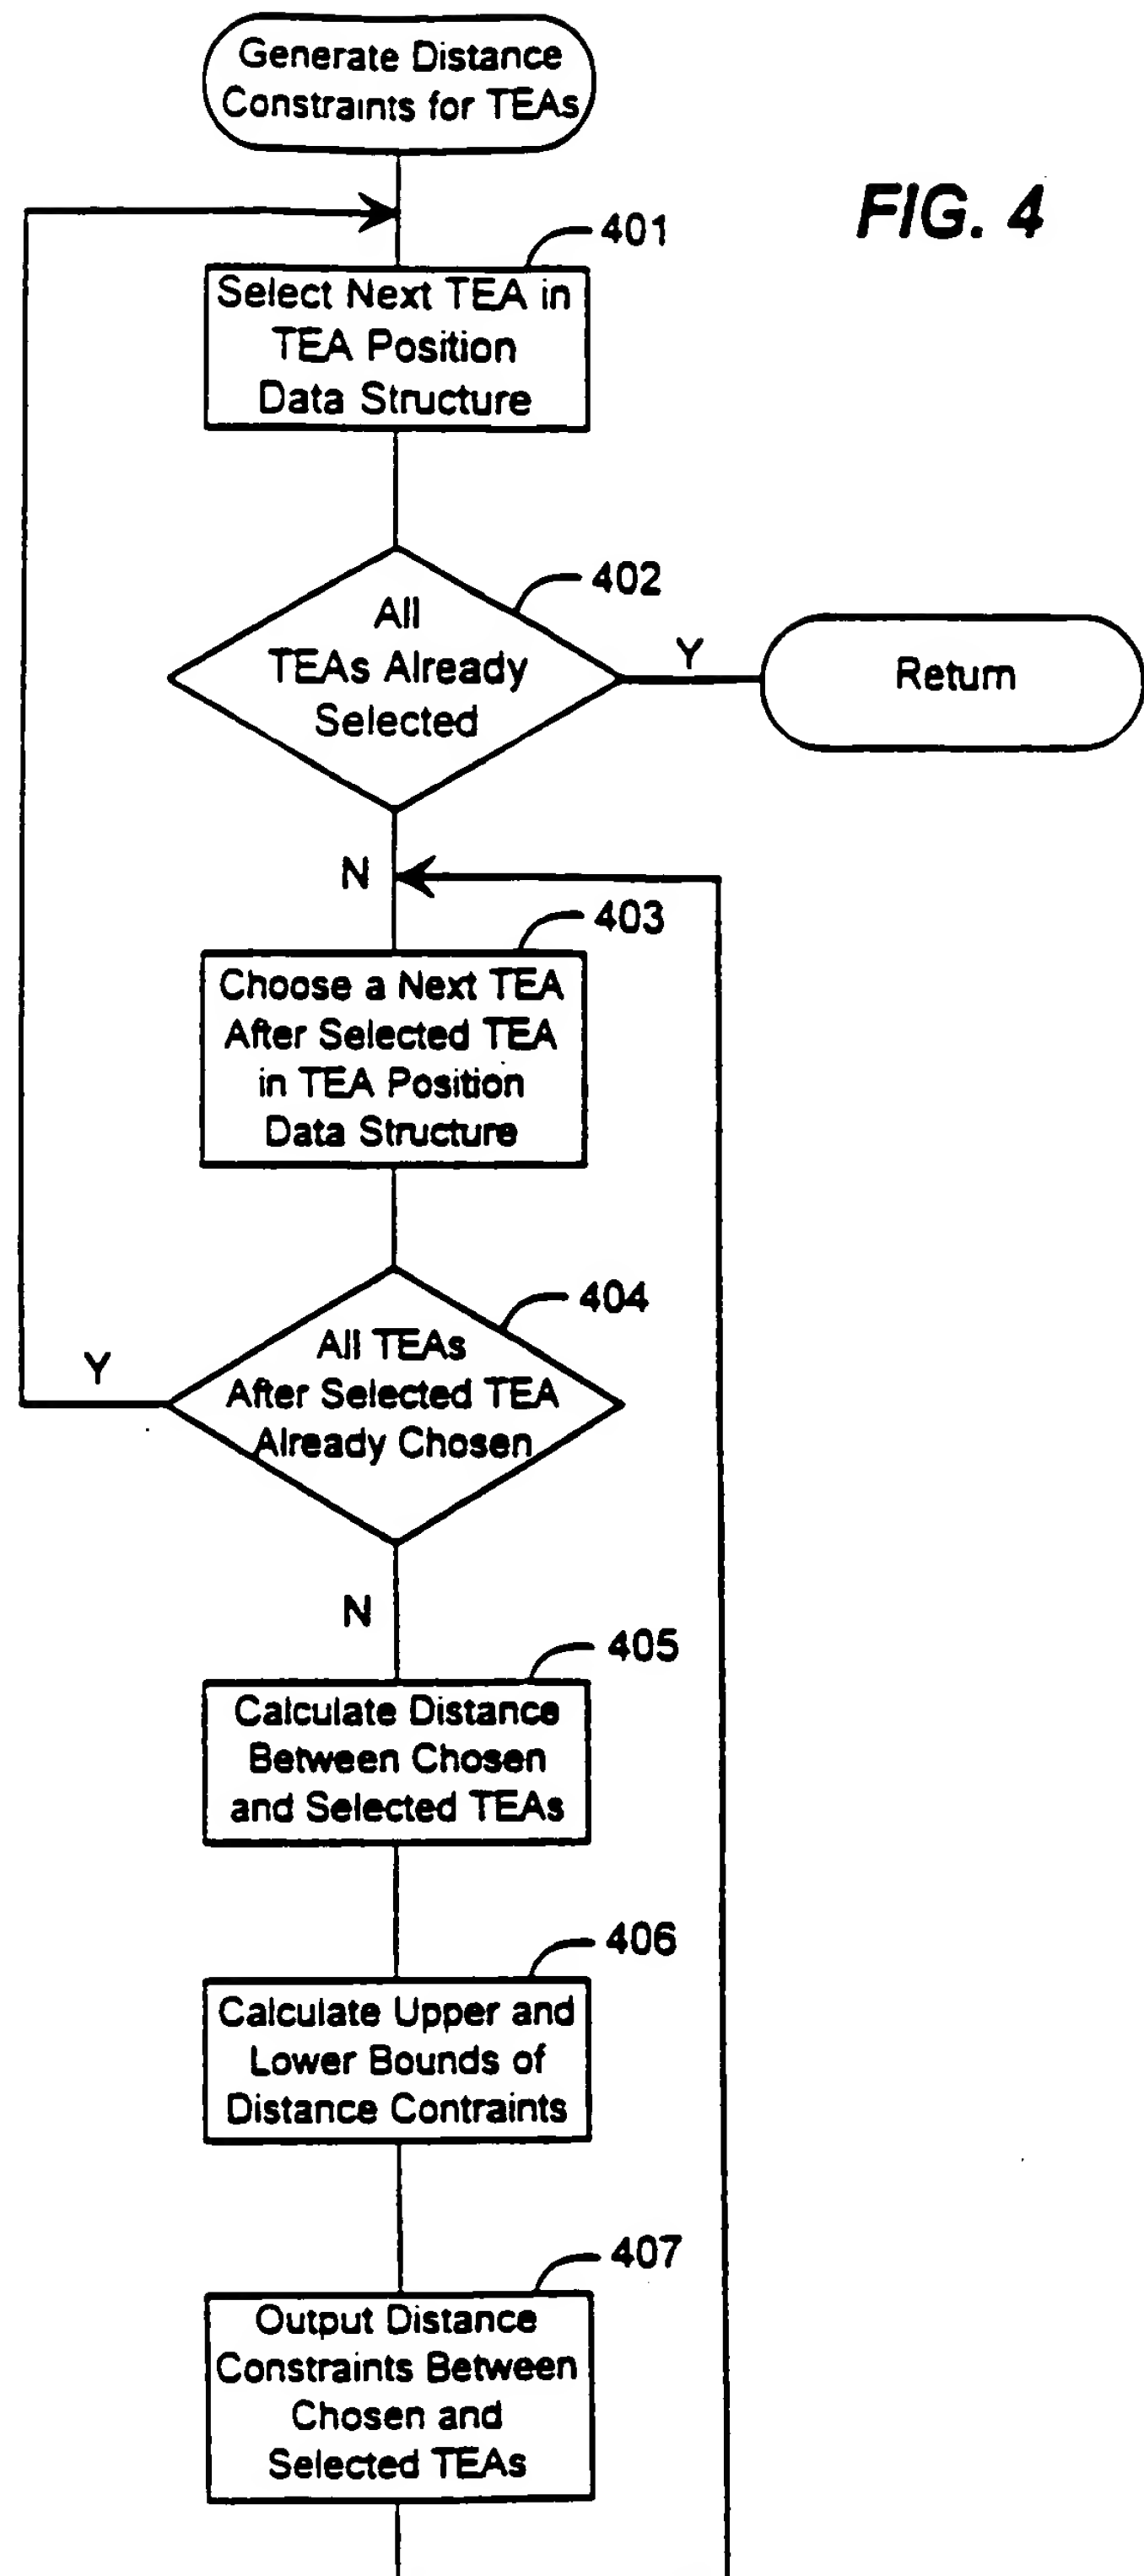 Generate Distance
Constraints for TEAs
FIG. 4
401
Select Next TEA in
TEA Position
Data Structure
402
All
TEAs Already
Selected
Y
Return
N
403
Choose a Next TEA
After Selected TEA
in TEA Position
Data Structure
404
All TEAs
After Selected TEA
Already Chosen
Y
N
405
Calculate Distance
Between Chosen
and Selected TEAs
406
Calculate Upper and
Lower Bounds of
Distance Contraints
407
Output Distance
Constraints Between
Chosen and
Selected TEAs